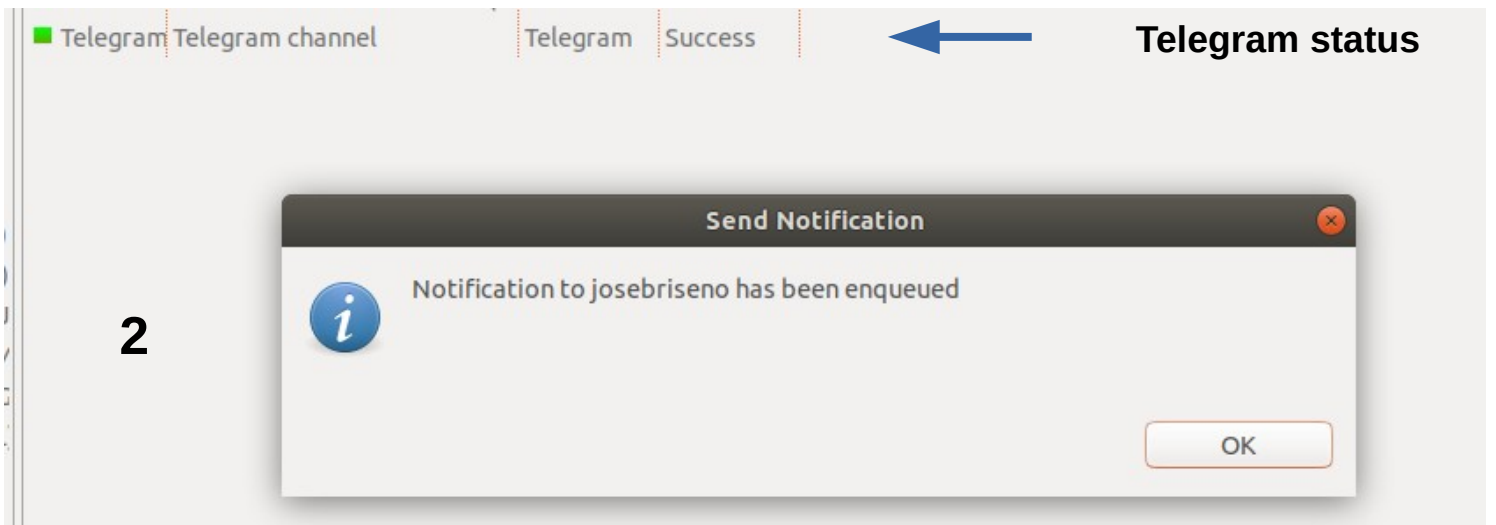 Telegram Telegram channel Telegram Success
Telegram status
Send Notification
Notification to josebriseno has been enqueued
2
OK